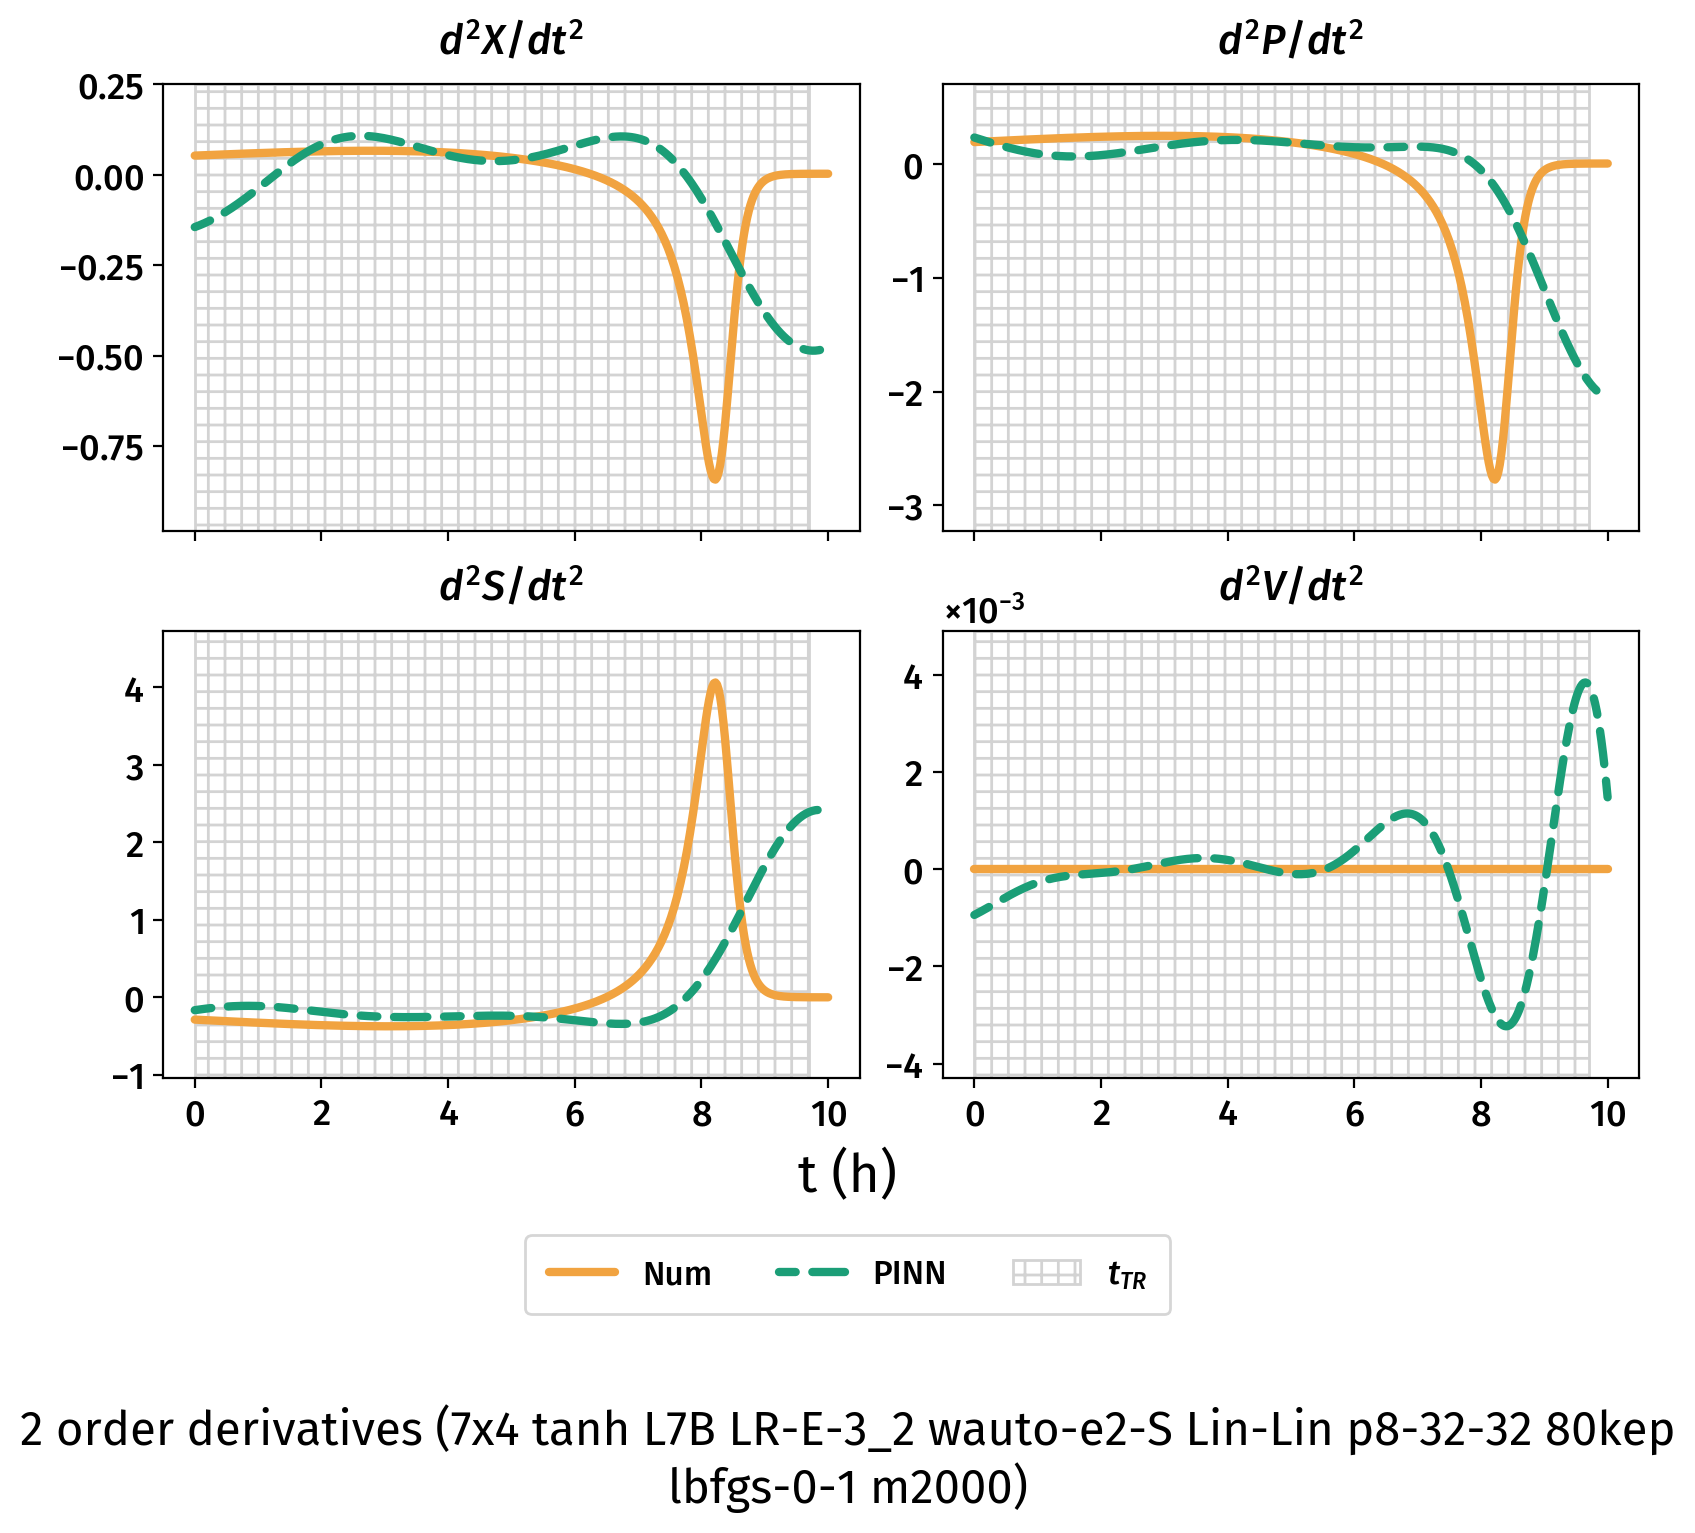 d²X/dt²
d²P/dt²
0.25
0.00
−0.25
−0.50
−0.75
0
−1
−2
−3
d²S/dt²
d²V/dt²
×10⁻³
4
3
2
1
0
−1
4
2
0
−2
−4
0 2 4 6 8 10
0 2 4 6 8 10
t (h)
Num PINN t_TR
2 order derivatives (7x4 tanh L7B LR-E-3_2 wauto-e2-S Lin-Lin p8-32-32 80kep
lbfgs-0-1 m2000)